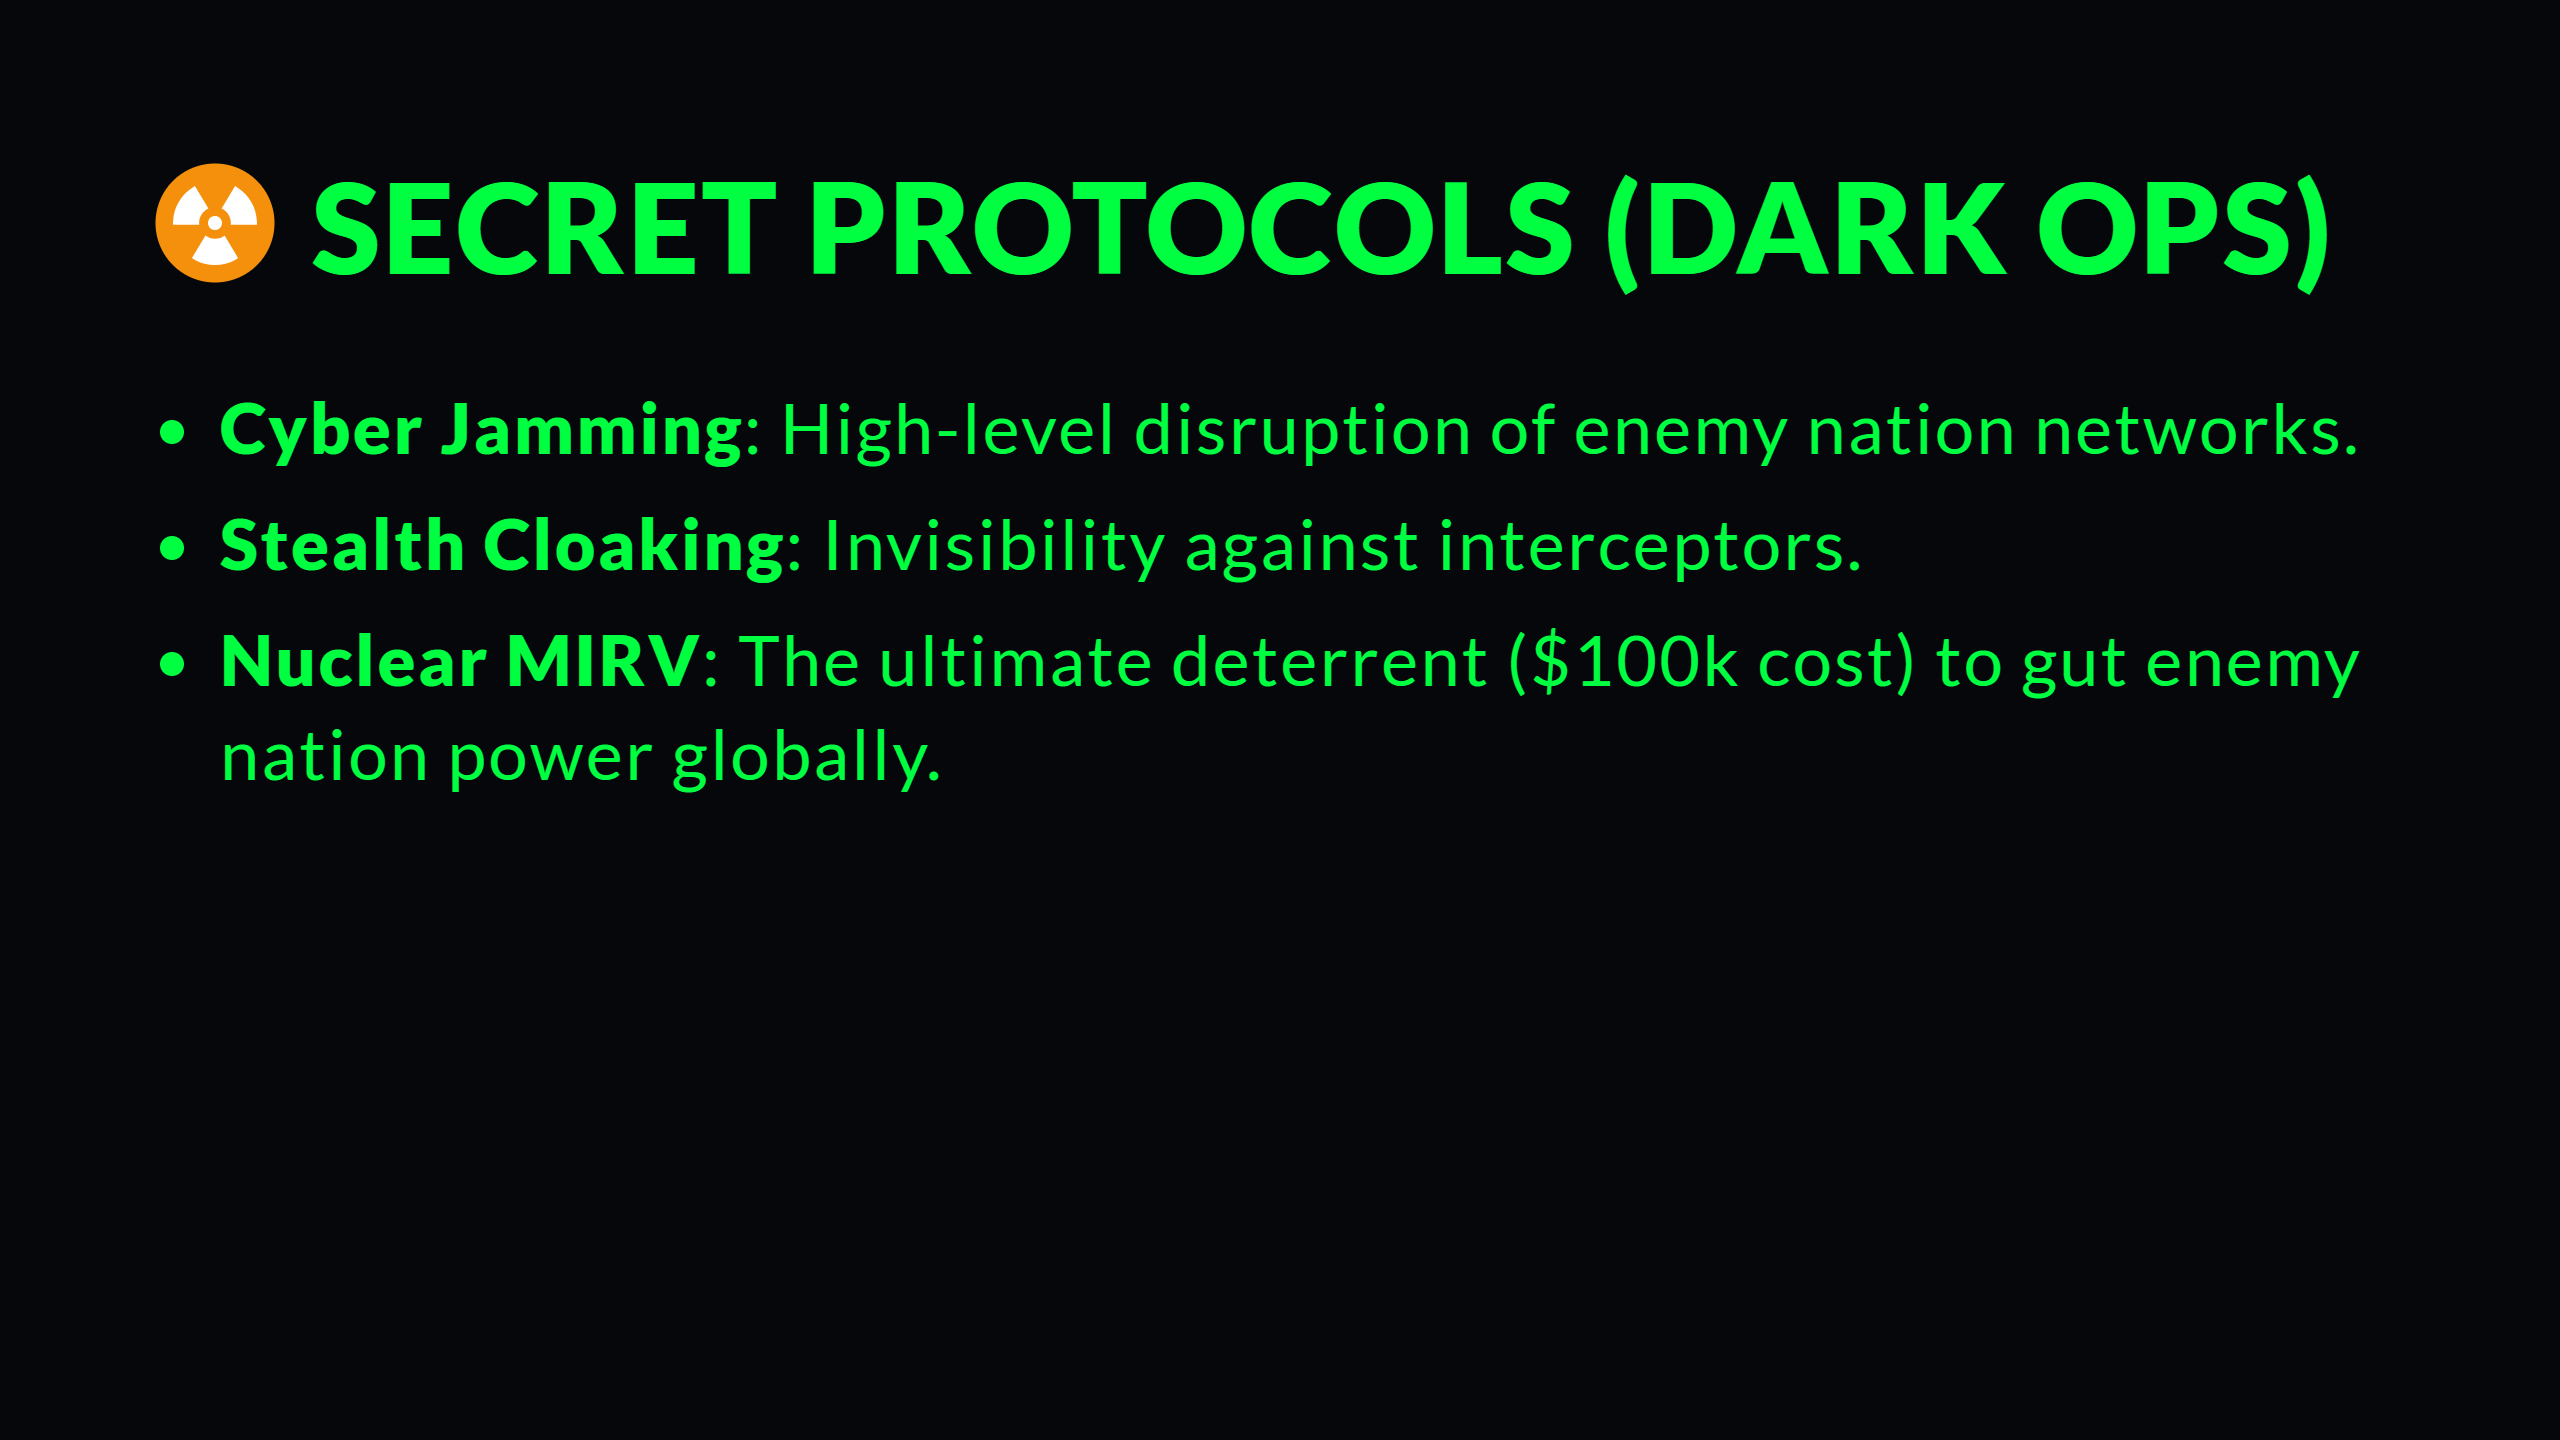 ☢️ SECRET PROTOCOLS (DARK OPS)
• Cyber Jamming: High-level disruption of enemy nation networks.
• Stealth Cloaking: Invisibility against interceptors.
• Nuclear MIRV: The ultimate deterrent ($100k cost) to gut enemy
nation power globally.